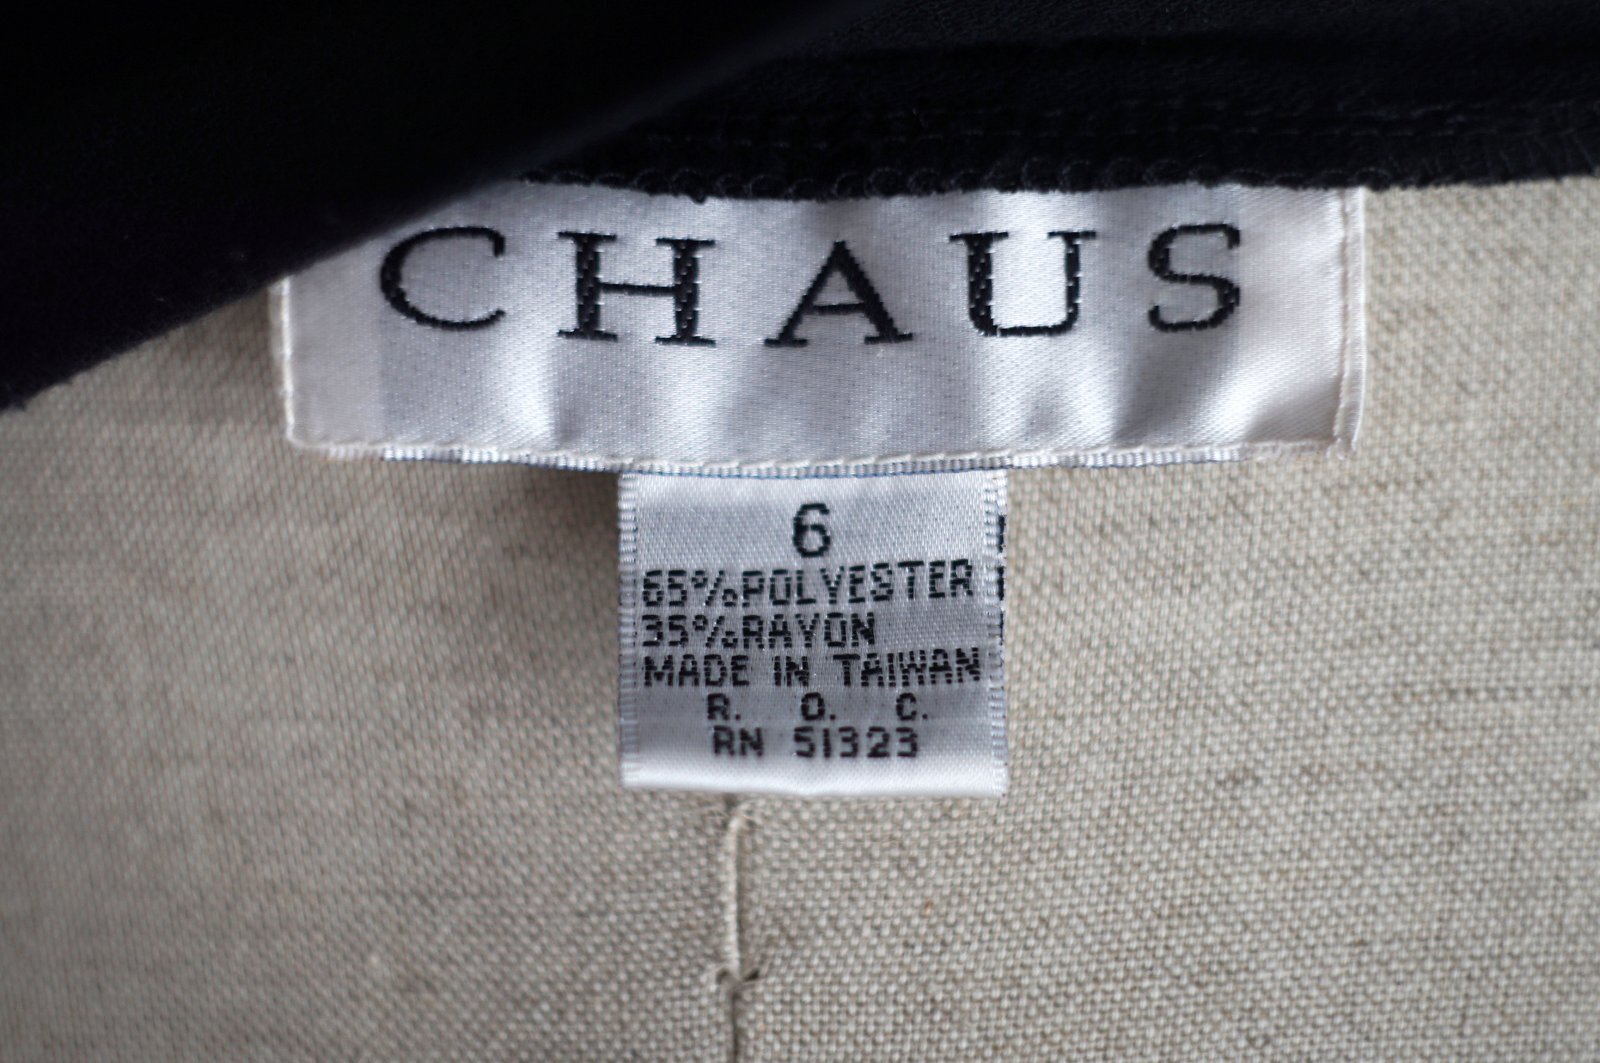 CHAUS
6
65%POLYESTER
35%RAYON
MADE IN TAIWAN
R. O. C.
RN 51323